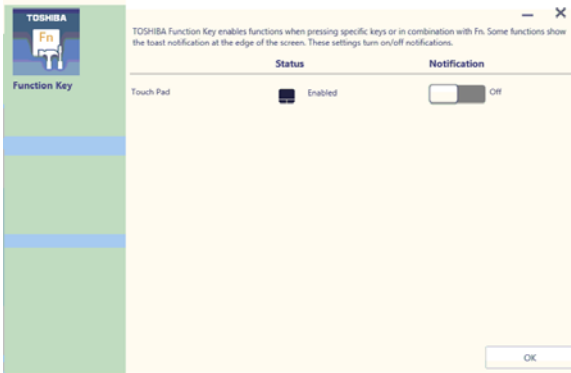 TOSHIBA
Fn
Function Key
TOSHIBA Function Key enables functions when pressing specific keys or in combination with Fn. Some functions show
the toast notification at the edge of the screen. These settings turn on/off notifications.
Status Notification
Touch Pad Enabled Off
OK